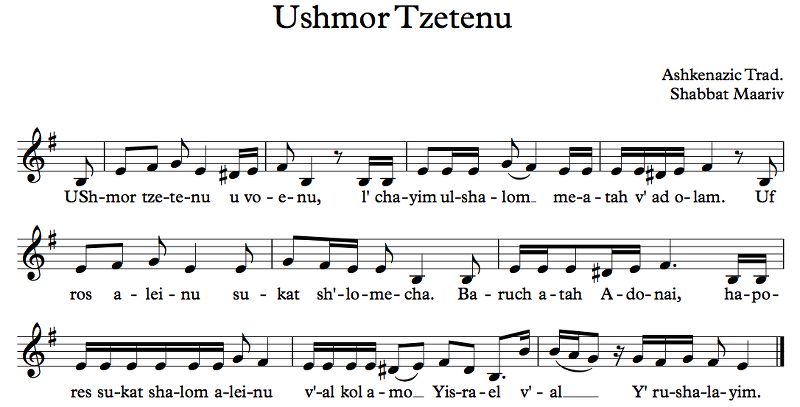 Ushmor Tzetenu
Ashkenazic Trad.
Shabbat Maariv
USh-mor tze-te-nu u vo-e-nu, l' cha-yim ul-sha-lom_ me-a-tah v' ad o-lam. Uf
ros a-lei-nu su-kat sh'-lo-me-cha. Ba-ruch a-tah A-do-nai, ha-po-
res su-kat sha-lom a-lei-nu v'-al kol a-mo Yis-ra-el v'-al___ Y' ru-sha-la-yim.